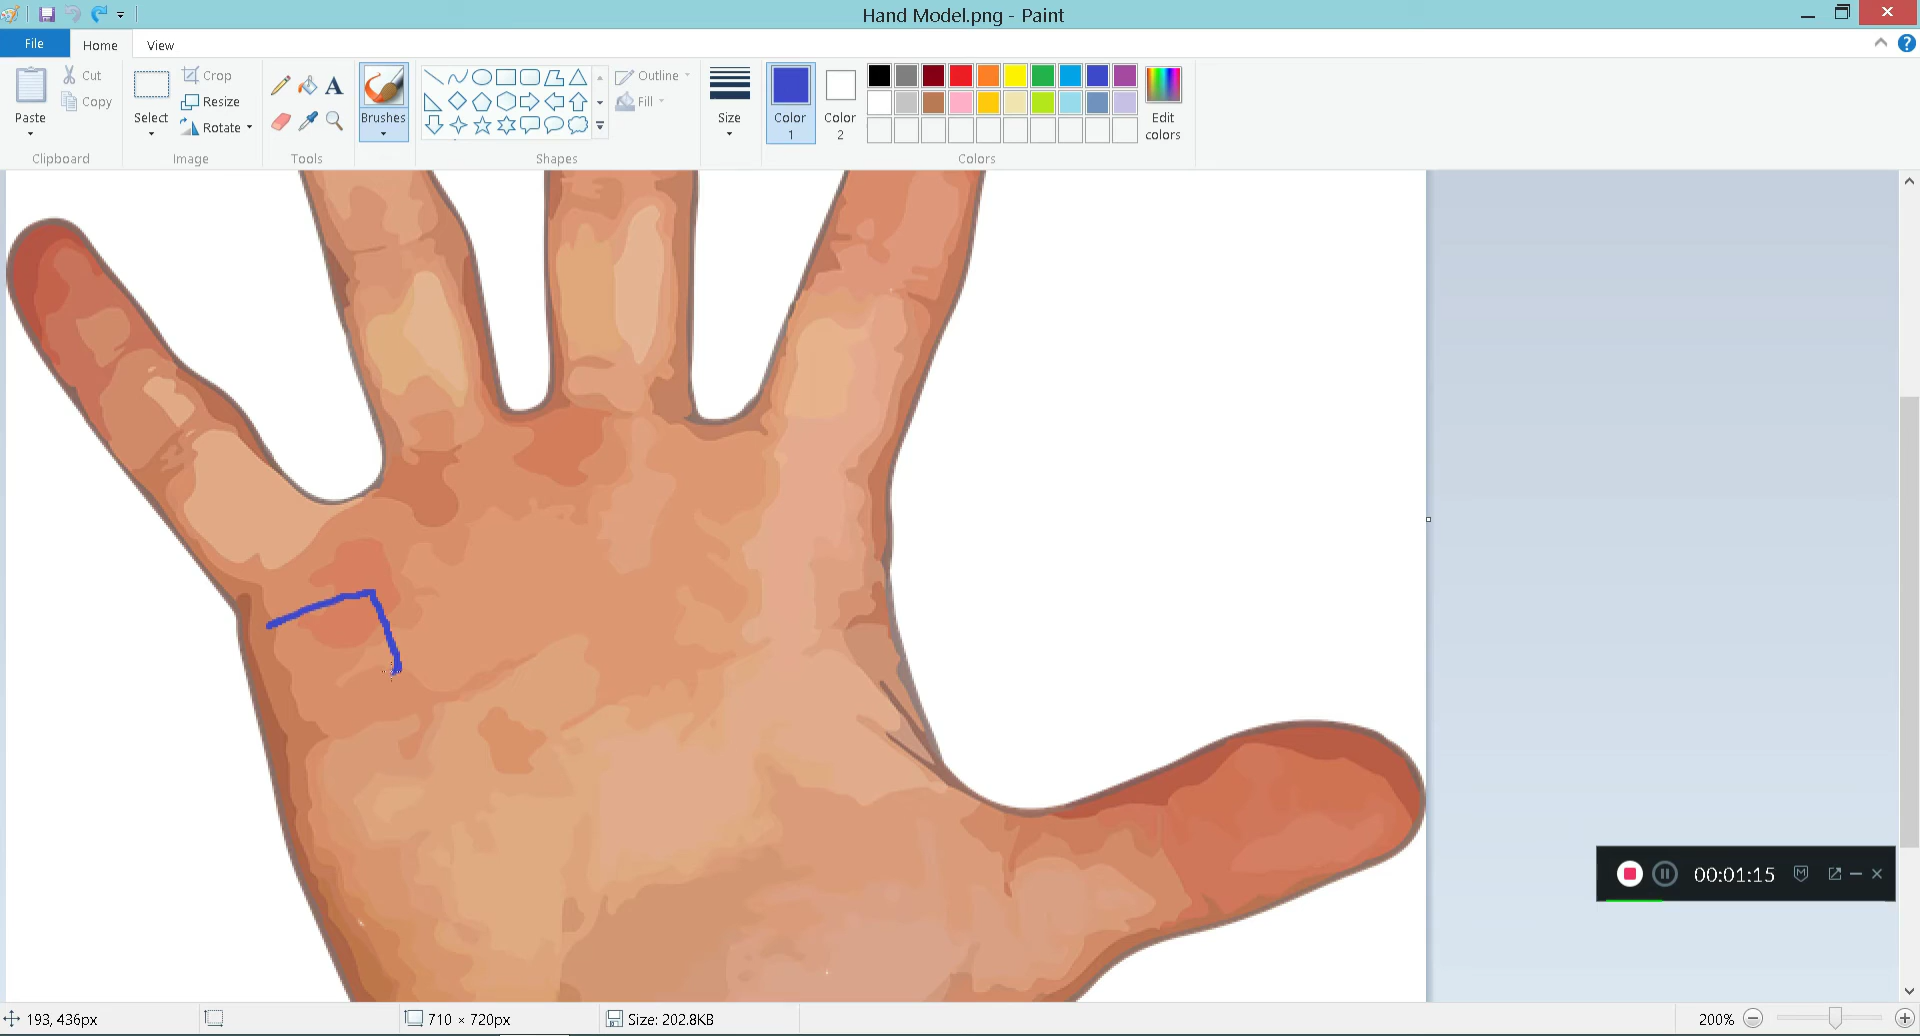 Hand Model.png - Paint
File
Home
View
Paste
Cut
Copy
Clipboard
Select
Crop
Resize
Rotate
Image
A
Tools
Brushes
Outline
Fill
Shapes
Size
Color 1
Color 2
Edit colors
Colors
00:01:15
193, 436px
710 × 720px
Size: 202.8KB
200%